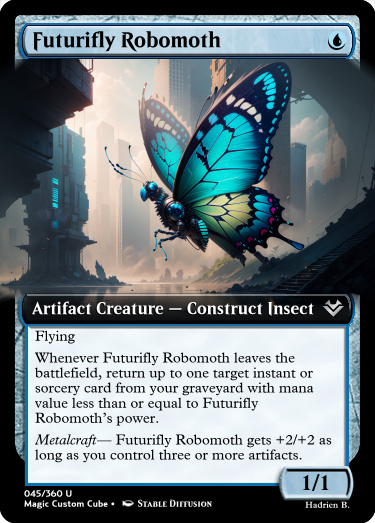 Futurifly Robomoth
Artifact Creature — Construct Insect
Flying
Whenever Futurifly Robomoth leaves the
battlefield, return up to one target instant or
sorcery card from your graveyard with mana
value less than or equal to Futurifly
Robomoth's power.
Metalcraft— Futurifly Robomoth gets +2/+2 as
long as you control three or more artifacts.
1/1
045/360 U
Magic Custom Cube • Stable Diffusion
Hadrien B.